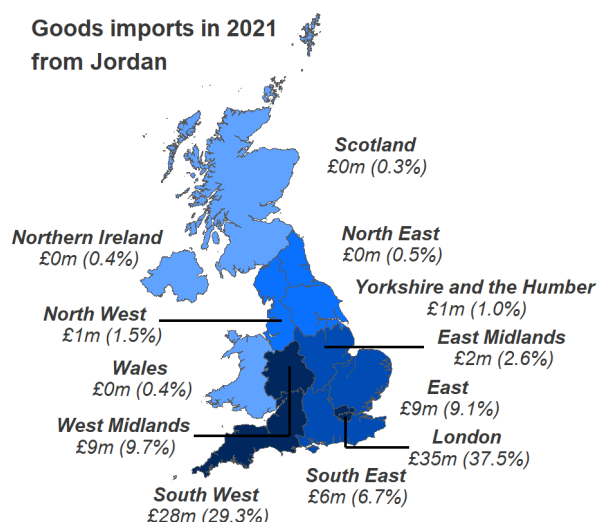 Goods imports in 2021
from Jordan
Scotland
£0m (0.3%)
Northern Ireland
£0m (0.4%)
North East
£0m (0.5%)
Yorkshire and the Humber
£1m (1.0%)
North West
£1m (1.5%)
East Midlands
£2m (2.6%)
Wales
£0m (0.4%)
East
£9m (9.1%)
West Midlands
£9m (9.7%)
London
£35m (37.5%)
South East
£6m (6.7%)
South West
£28m (29.3%)